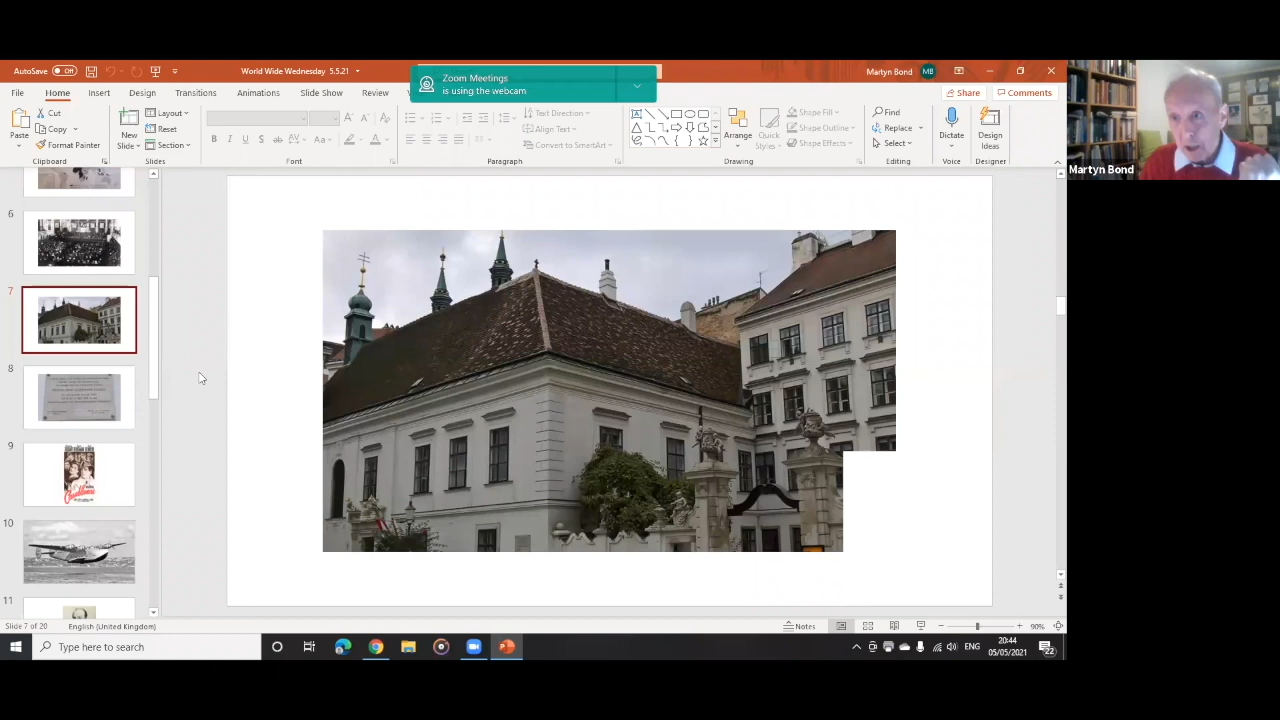 AutoSave Off World Wide Wednesday 5.5.21 Martyn Bond MB
Zoom Meetings
is using the webcam
File Home Insert Design Transitions Animations Slide Show Review Share Comments
Paste Cut Copy Format Painter
New Slide Layout Reset Section
B I U S ab AV Aa A
Text Direction Align Text Convert to SmartArt
Arrange Quick Styles Shape Fill Shape Outline Shape Effects
Find Replace Select
Dictate Design Ideas
Clipboard Slides Font Paragraph Drawing Editing Voice Designer
Martyn Bond
6
7
8
9
Casablanca
10
11
Slide 7 of 20 English (United Kingdom) Notes 90%
Type here to search ENG 20:44 05/05/2021 22